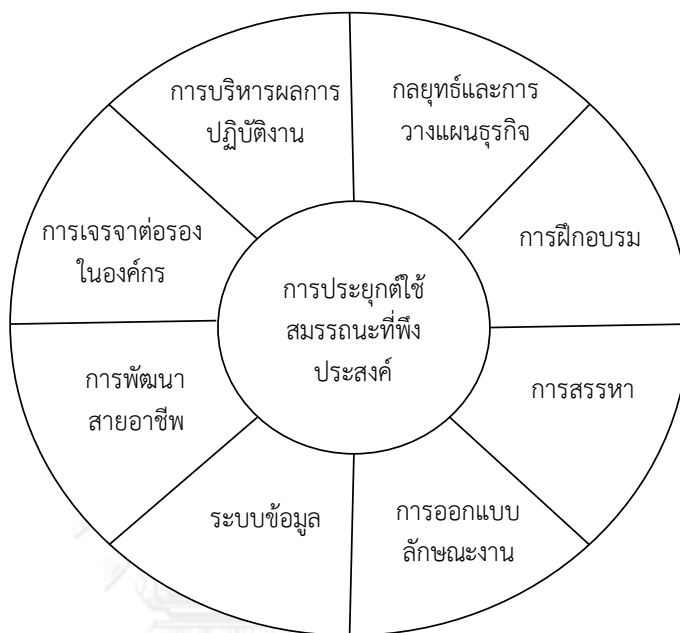 การบริหารผลการ
ปฏิบัติงาน
กลยุทธ์และการ
วางแผนธุรกิจ
การเจรจาต่อรอง
ในองค์กร
การฝึกอบรม
การประยุกต์ใช้
สมรรถนะที่พึง
ประสงค์
การพัฒนา
สายอาชีพ
การสรรหา
ระบบข้อมูล
การออกแบบ
ลักษณะงาน